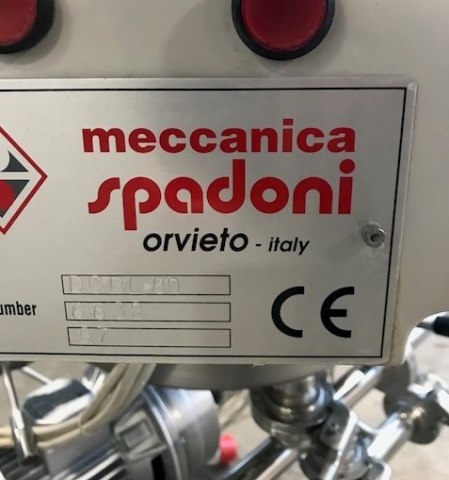 meccanica
spadoni
orvieto - italy
umber
CE